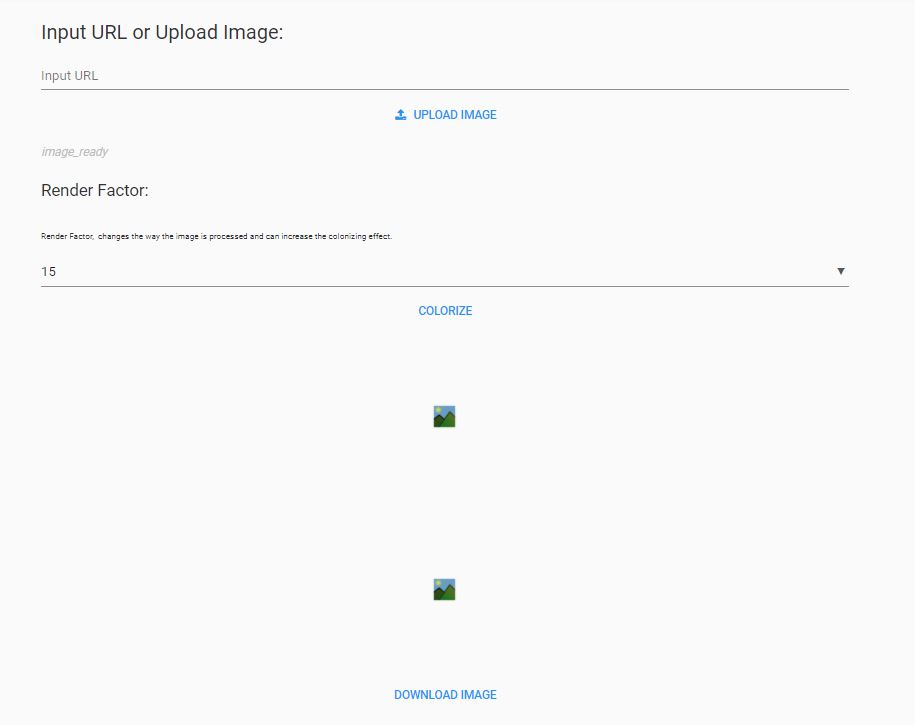 Input URL or Upload Image:
Input URL
UPLOAD IMAGE
image_ready
Render Factor:
Render Factor, changes the way the image is processed and can increase the colonizing effect.
15
COLORIZE
DOWNLOAD IMAGE